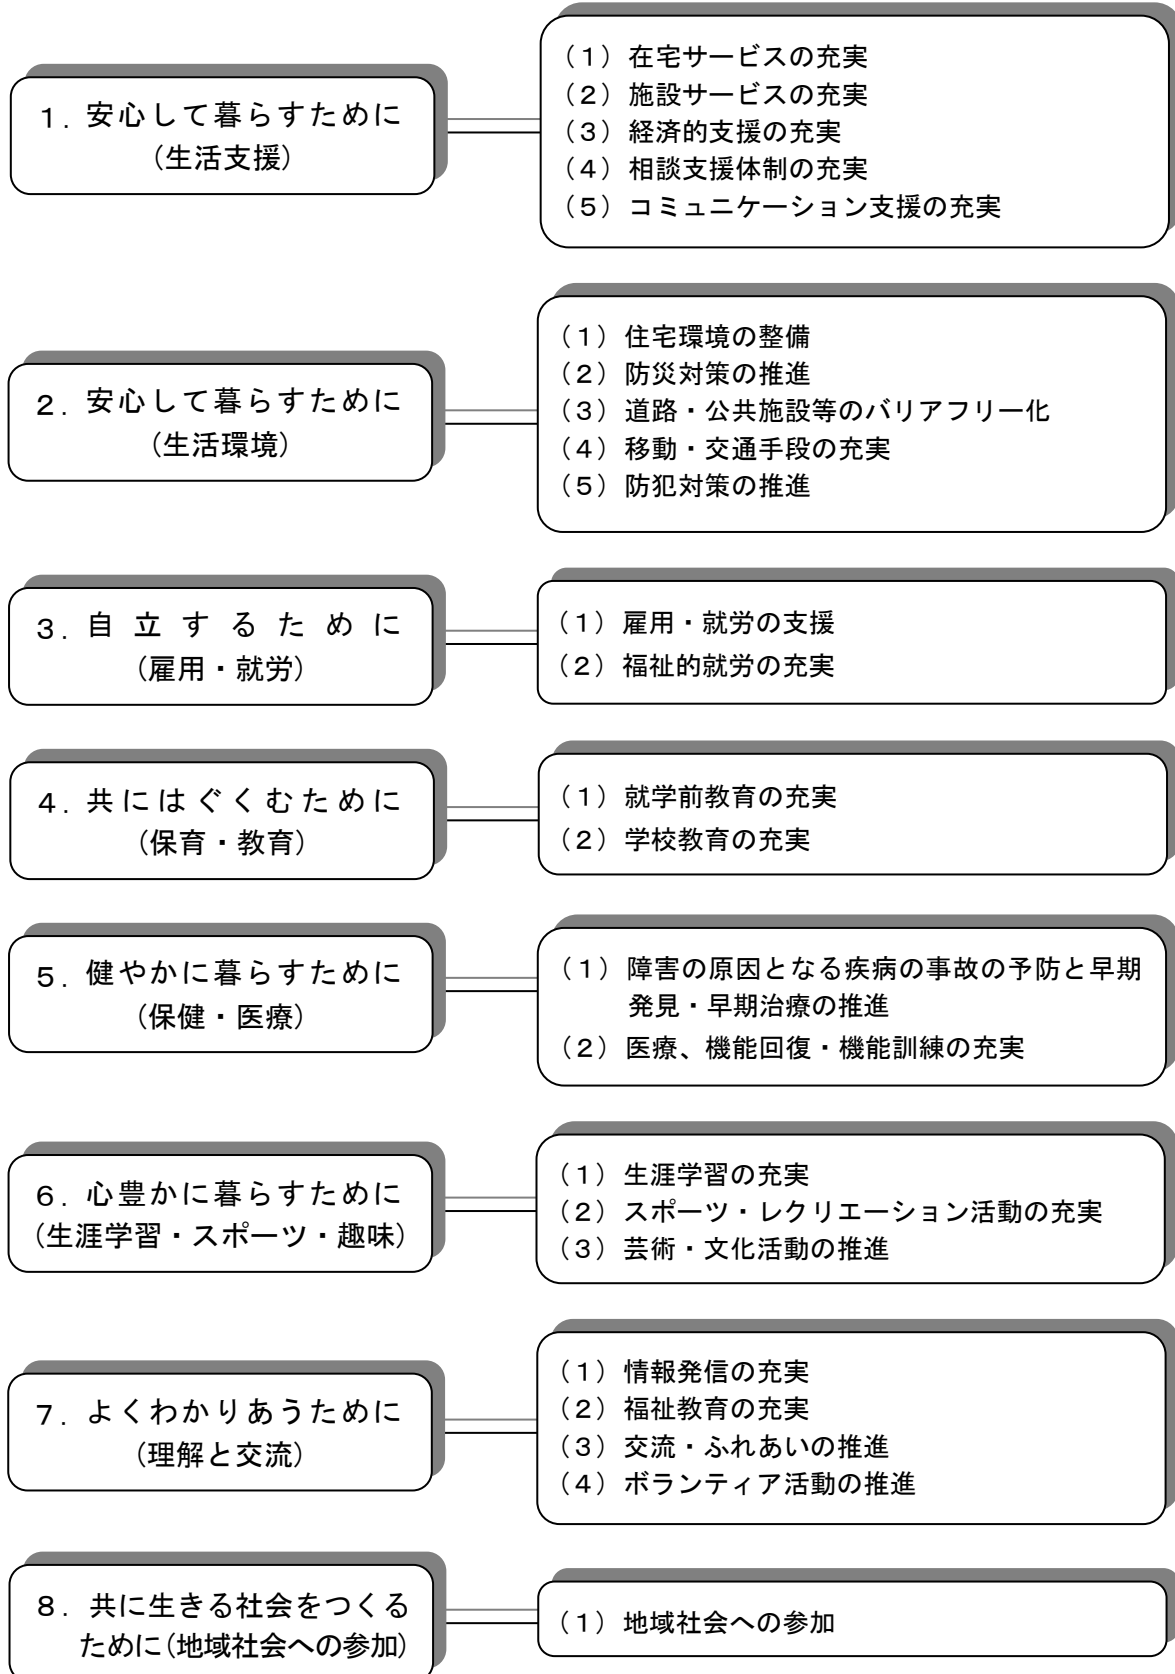 1. 安心して暮らすために
(生活支援)
(1) 在宅サービスの充実
(2) 施設サービスの充実
(3) 経済的支援の充実
(4) 相談支援体制の充実
(5) コミュニケーション支援の充実
2. 安心して暮らすために
(生活環境)
(1) 住宅環境の整備
(2) 防災対策の推進
(3) 道路・公共施設等のバリアフリー化
(4) 移動・交通手段の充実
(5) 防犯対策の推進
3. 自立するために
(雇用・就労)
(1) 雇用・就労の支援
(2) 福祉的就労の充実
4. 共にはぐくむために
(保育・教育)
(1) 就学前教育の充実
(2) 学校教育の充実
5. 健やかに暮らすために
(保健・医療)
(1) 障害の原因となる疾病の事故の予防と早期
発見・早期治療の推進
(2) 医療、機能回復・機能訓練の充実
6. 心豊かに暮らすために
(生涯学習・スポーツ・趣味)
(1) 生涯学習の充実
(2) スポーツ・レクリエーション活動の充実
(3) 芸術・文化活動の推進
7. よくわかりあうために
(理解と交流)
(1) 情報発信の充実
(2) 福祉教育の充実
(3) 交流・ふれあいの推進
(4) ボランティア活動の推進
8. 共に生きる社会をつくる
ために(地域社会への参加)
(1) 地域社会への参加